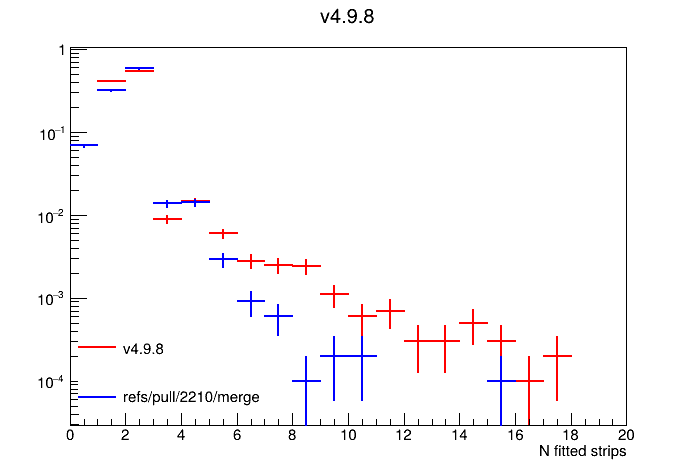 v4.9.8
1
10⁻¹
10⁻²
10⁻³
10⁻⁴
v4.9.8
refs/pull/2210/merge
0 2 4 6 8 10 12 14 16 18 20
N fitted strips